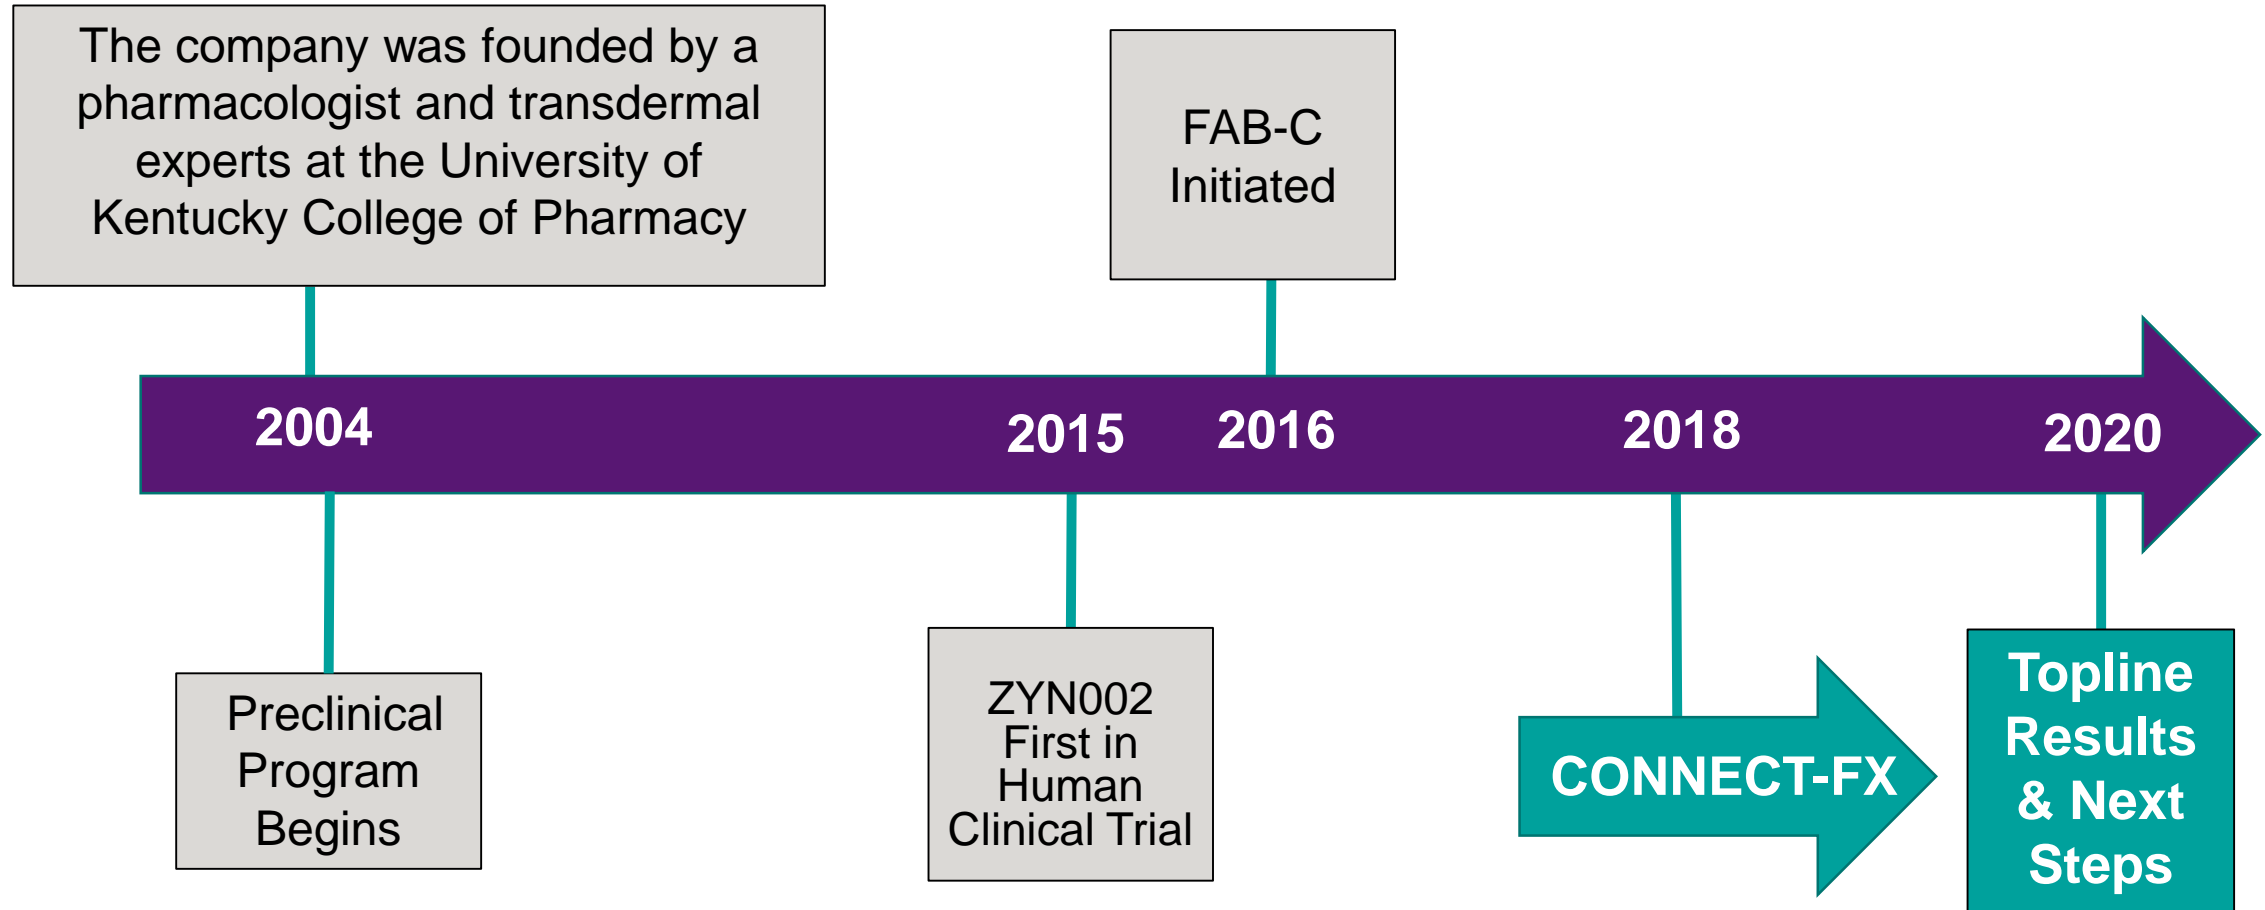 The company was founded by a
pharmacologist and transdermal
experts at the University of
Kentucky College of Pharmacy
FAB-C
Initiated
2004
2015
2016
2018
2020
Preclinical
Program
Begins
ZYN002
First in
Human
Clinical Trial
CONNECT-FX
Topline
Results
& Next
Steps